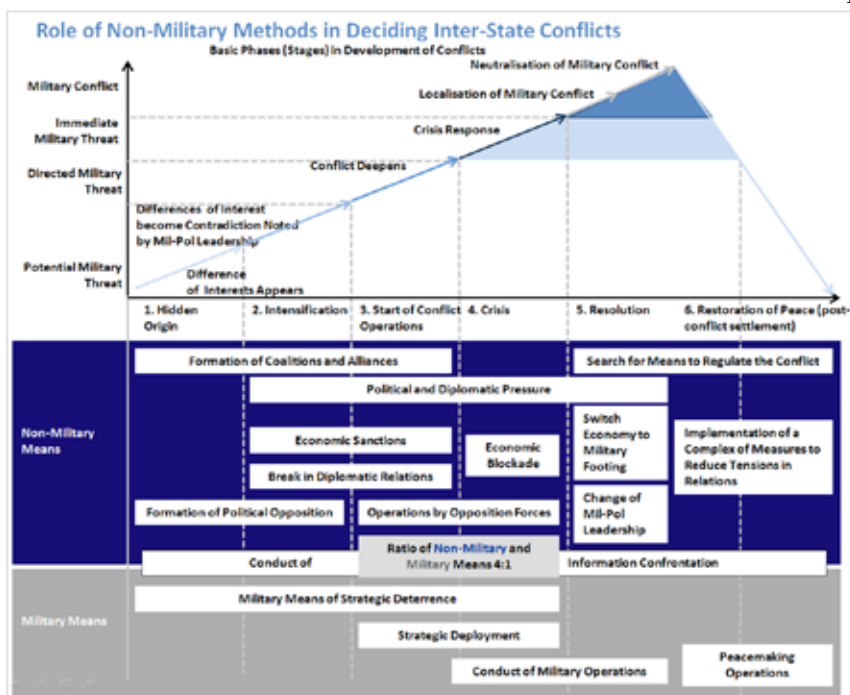 Role of Non-Military Methods in Deciding Inter-State Conflicts
Basic Phases (Stages) in Development of Conflicts
Neutralisation of Military Conflict
Military Conflict
Localisation of Military Conflict
Immediate
Military Threat
Crisis Response
Directed Military
Threat
Conflict Deepens
Differences of Interest
become Contradiction Noted
by Mil-Pol Leadership
Potential Military
Threat
Difference
of Interests Appears
1. Hidden
Origin
2. Intensification
3. Start of Conflict
Operations
4. Crisis
5. Resolution
6. Restoration of Peace (post-
conflict settlement)
Non-Military
Means
Formation of Coalitions and Alliances
Search for Means to Regulate the Conflict
Political and Diplomatic Pressure
Economic Sanctions
Economic
Blockade
Switch
Economy to
Military
Footing
Implementation of a
Complex of Measures to
Reduce Tensions in
Relations
Break in Diplomatic Relations
Formation of Political Opposition
Operations by Opposition Forces
Change of
Mil-Pol
Leadership
Conduct of
Ratio of Non-Military and
Military Means 4:1
Information Confrontation
Military Means
Military Means of Strategic Deterrence
Strategic Deployment
Conduct of Military Operations
Peacemaking
Operations